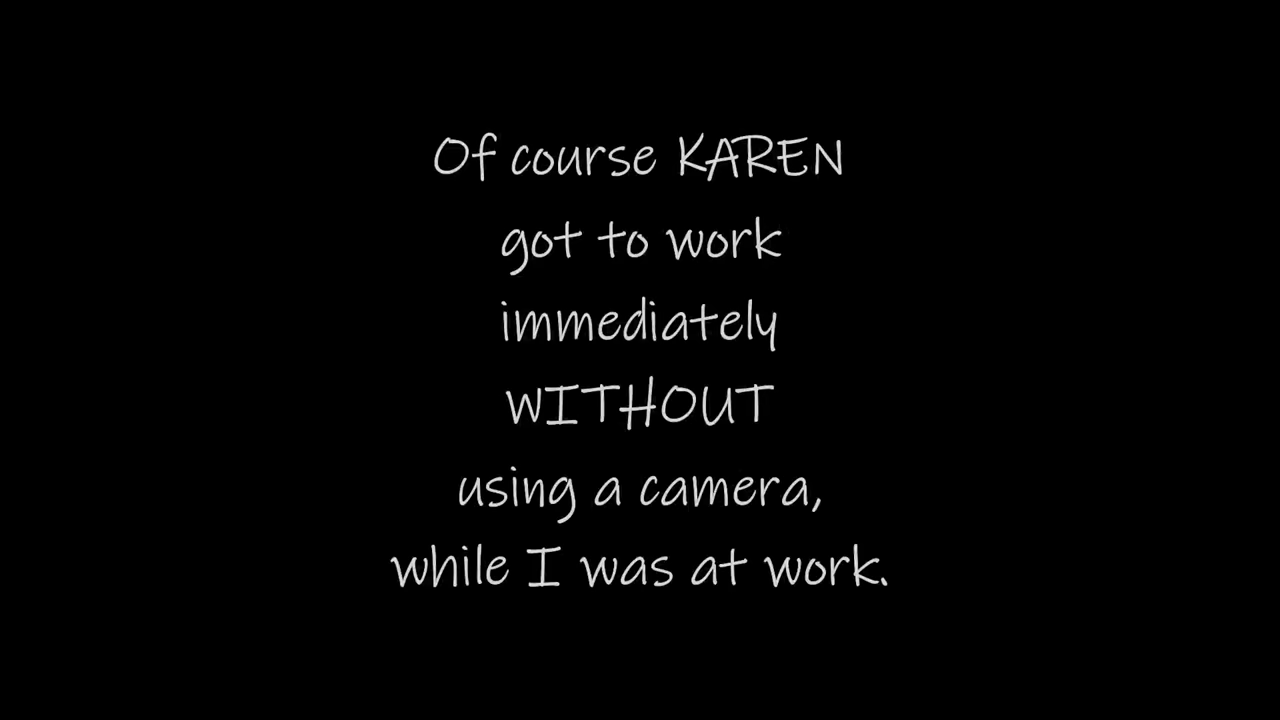 Of course KAREN
got to work
immediately
WITHOUT
using a camera,
while I was at work.